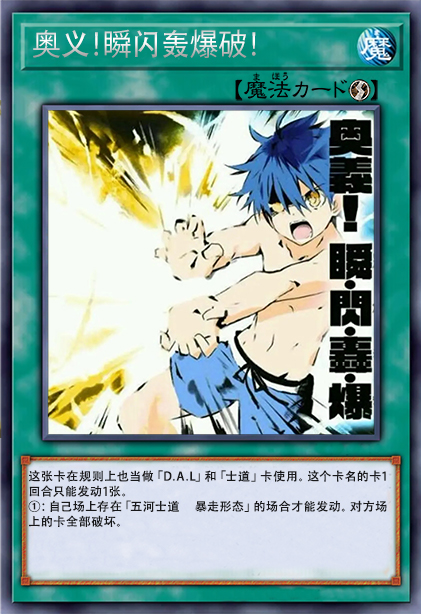 奥义!瞬闪轰爆破!
魔
ま ほう
【魔法カード】
奥義!瞬・閃・轟・爆
这张卡在规则上也当做「D.A.L」和「士道」卡使用。这个卡名的卡1
回合只能发动1张。
①:自己场上存在「五河士道　暴走形态」的场合才能发动。对方场
上的卡全部破坏。